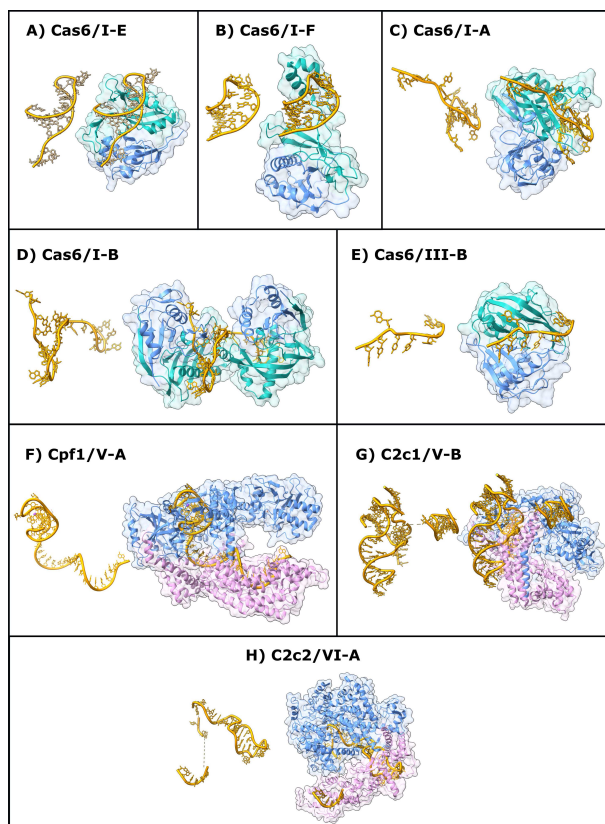 A) Cas6/I-E
B) Cas6/I-F
C) Cas6/I-A
D) Cas6/I-B
E) Cas6/III-B
F) Cpf1/V-A
G) C2c1/V-B
H) C2c2/VI-A